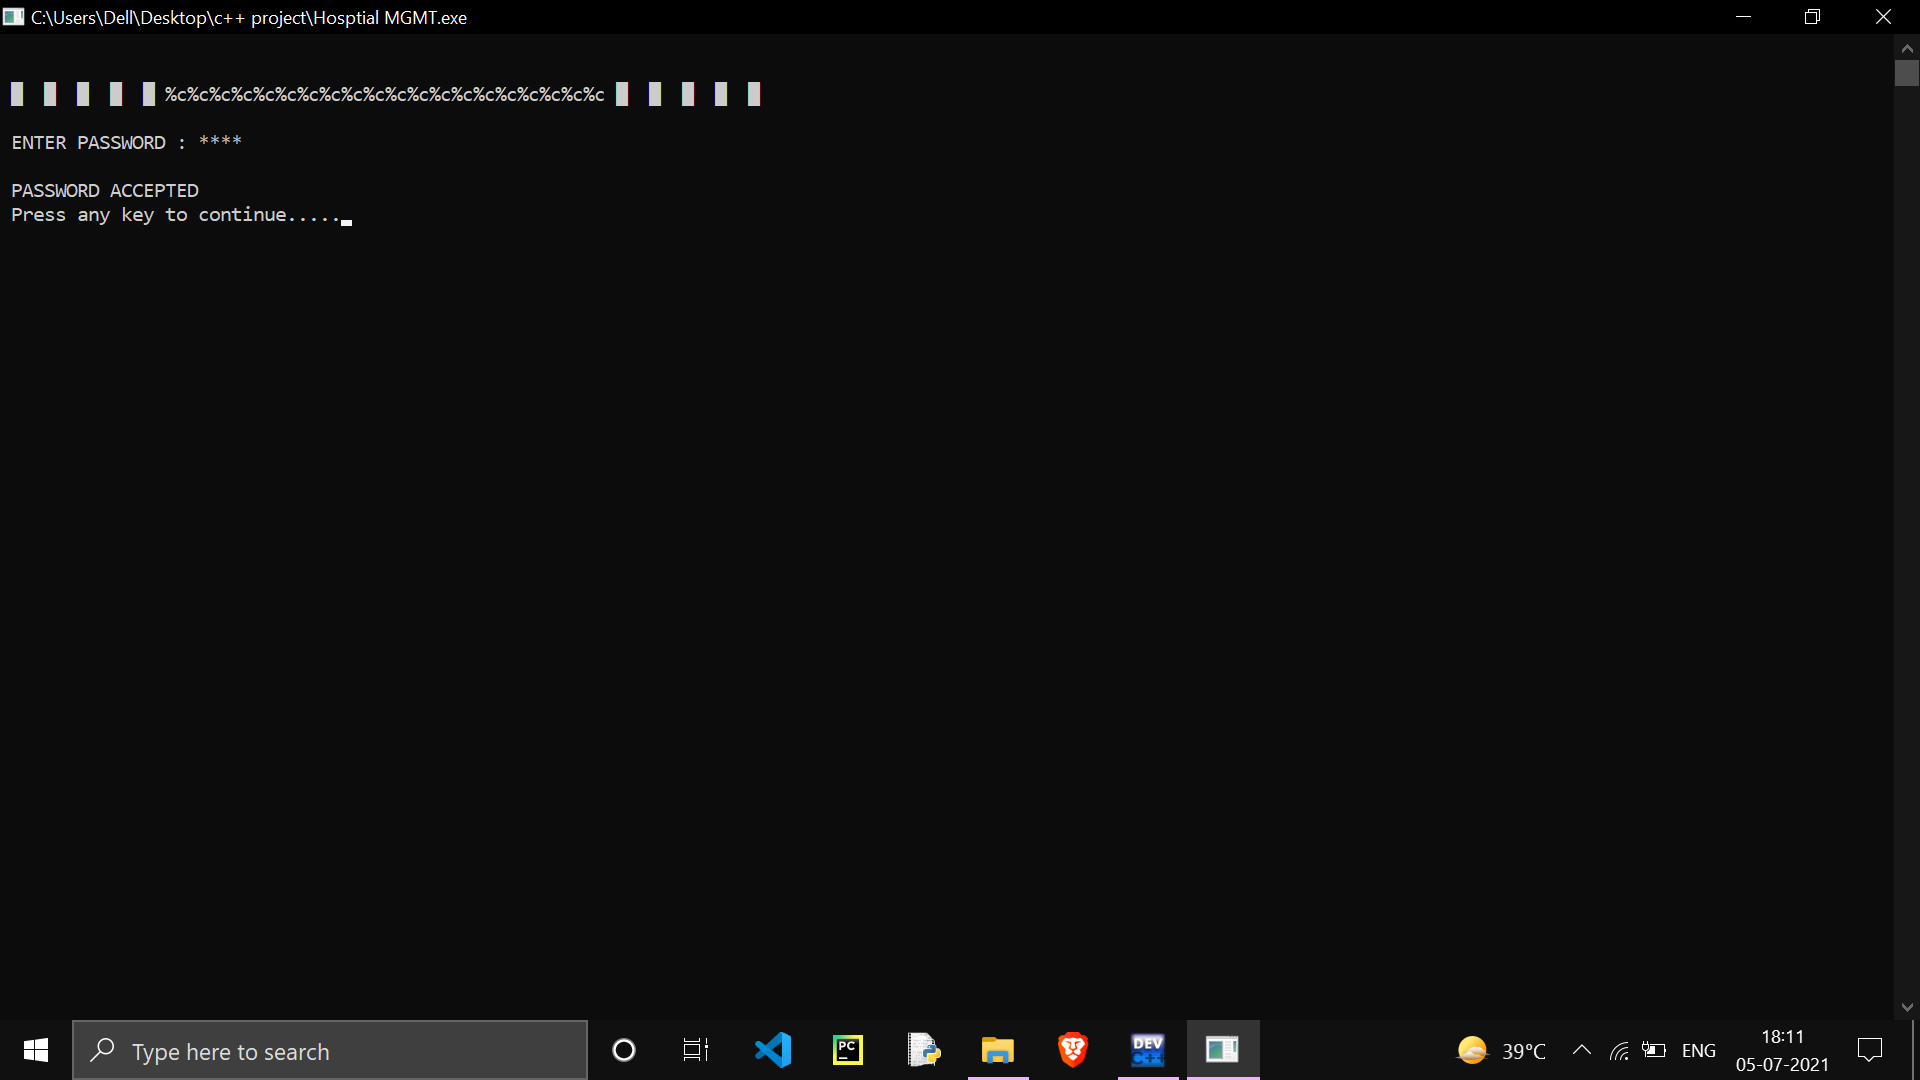 C:\Users\Dell\Desktop\c++ project\Hosptial MGMT.exe
█ █ █ █ █ %c%c%c%c%c%c%c%c%c%c%c%c%c%c%c%c%c%c%c%c █ █ █ █ █
ENTER PASSWORD : ****
PASSWORD ACCEPTED
Press any key to continue.....
Type here to search
PC
DEV
C++
39°C
ENG
18:11
05-07-2021